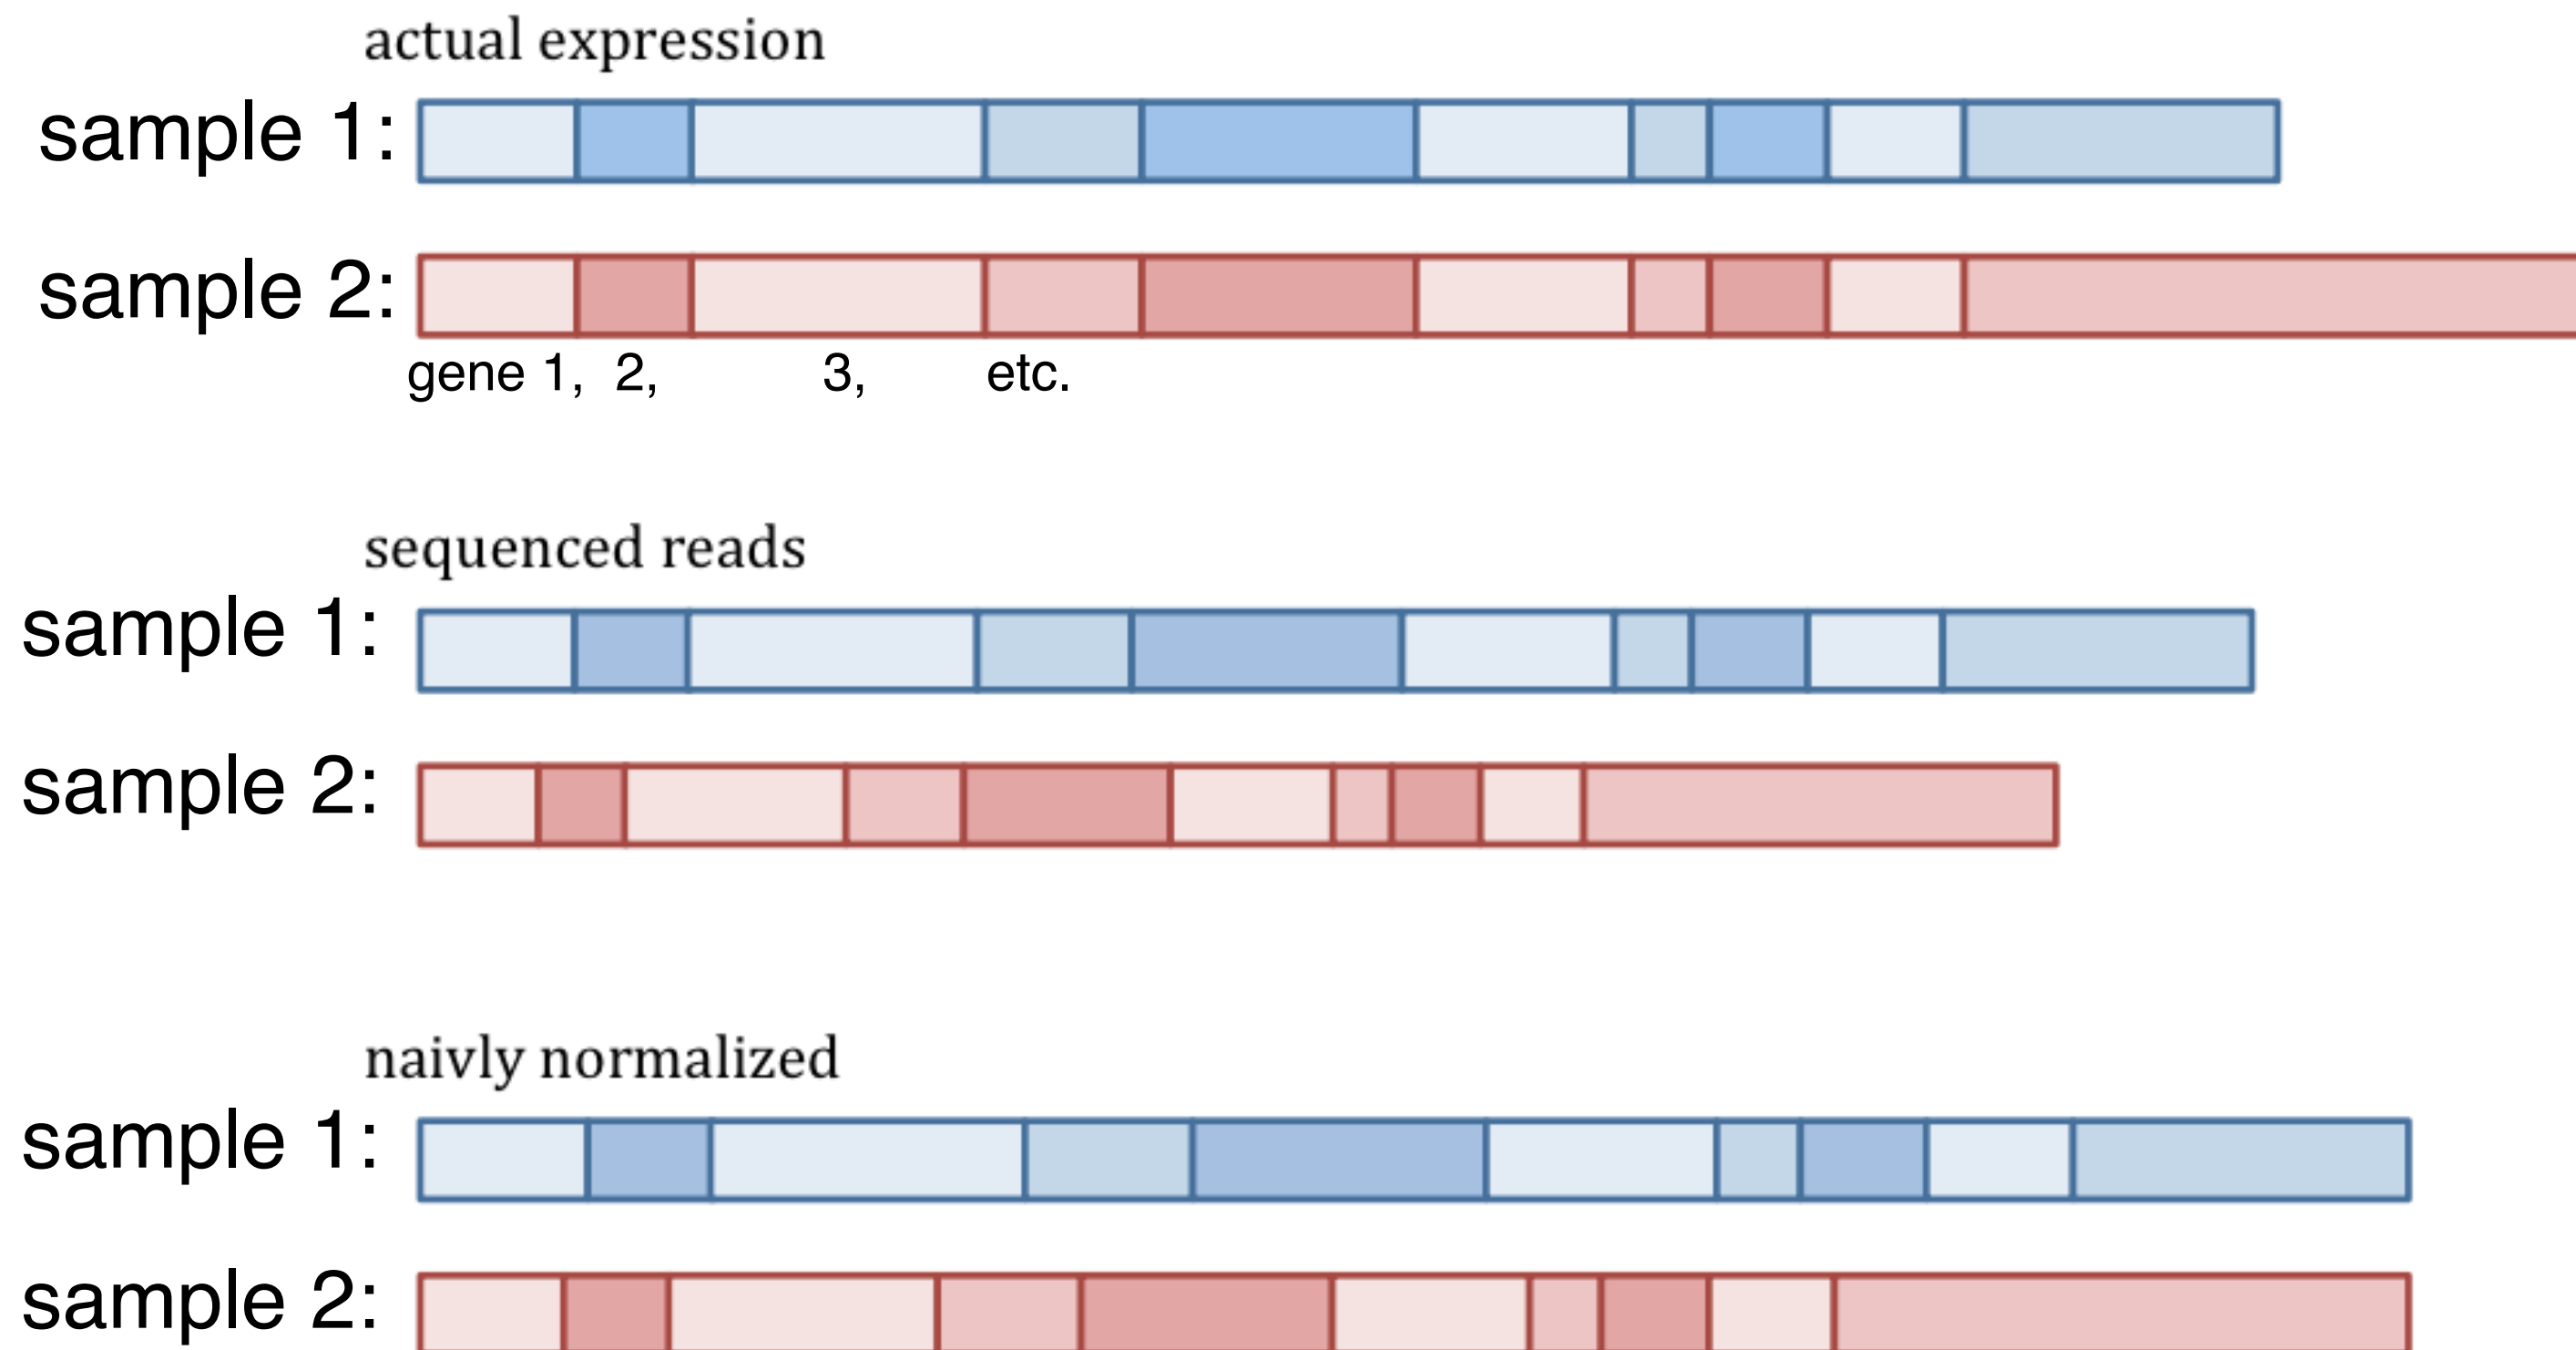 actual expression
sample 1:
sample 2:
gene 1, 2, 3, etc.
sequenced reads
sample 1:
sample 2:
naivly normalized
sample 1:
sample 2: